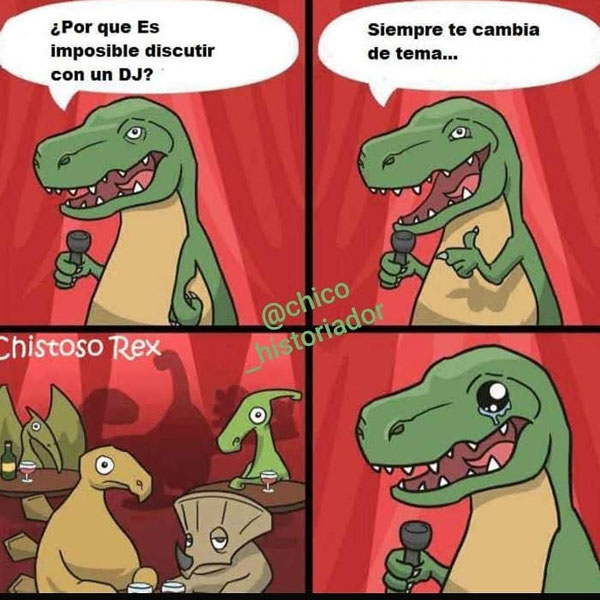 ¿Por que Es
imposible discutir
con un DJ?
Siempre te cambia
de tema...
@chico
_historiador
Chistoso Rex